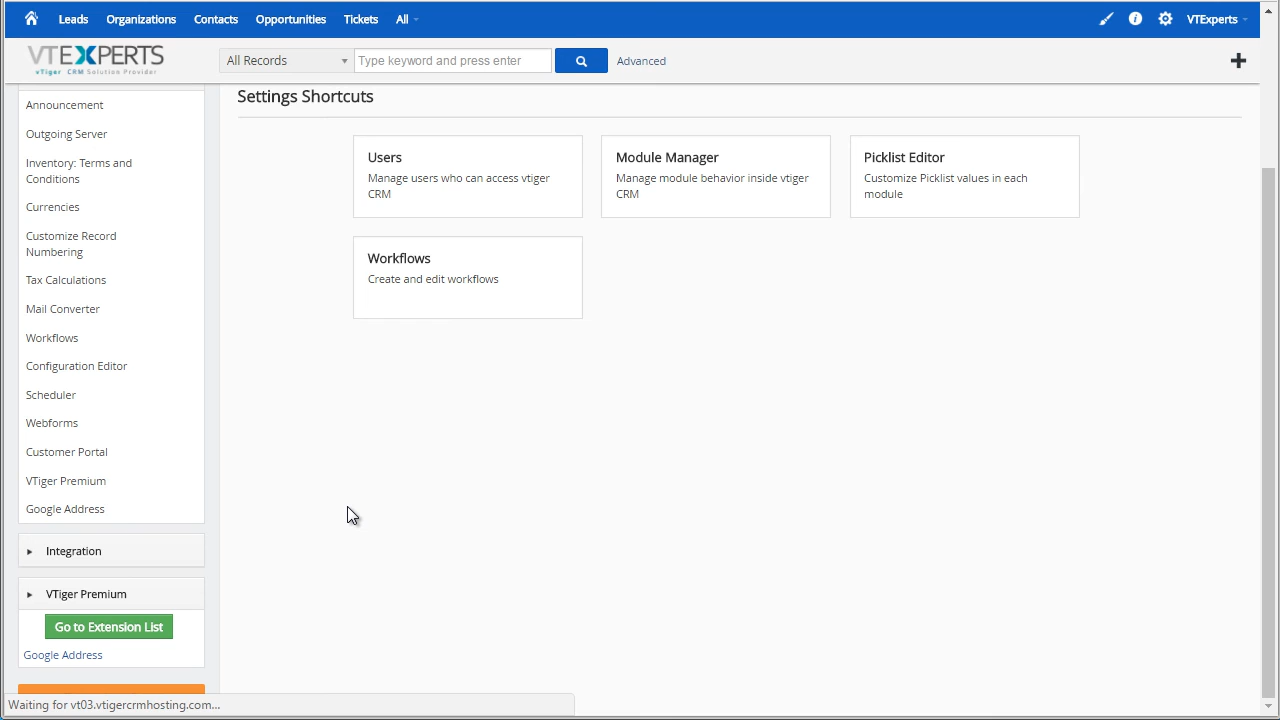 Leads Organizations Contacts Opportunities Tickets All VTExperts
VTEXPERTS
vTiger CRM Solution Provider
All Records Type keyword and press enter Advanced
Settings Shortcuts
Announcement
Outgoing Server
Inventory: Terms and
Conditions
Currencies
Customize Record
Numbering
Tax Calculations
Mail Converter
Workflows
Configuration Editor
Scheduler
Webforms
Customer Portal
VTiger Premium
Google Address
Integration
VTiger Premium
Go to Extension List
Google Address
Users
Manage users who can access vtiger
CRM
Module Manager
Manage module behavior inside vtiger
CRM
Picklist Editor
Customize Picklist values in each
module
Workflows
Create and edit workflows
Waiting for vt03.vtigercrmhosting.com...